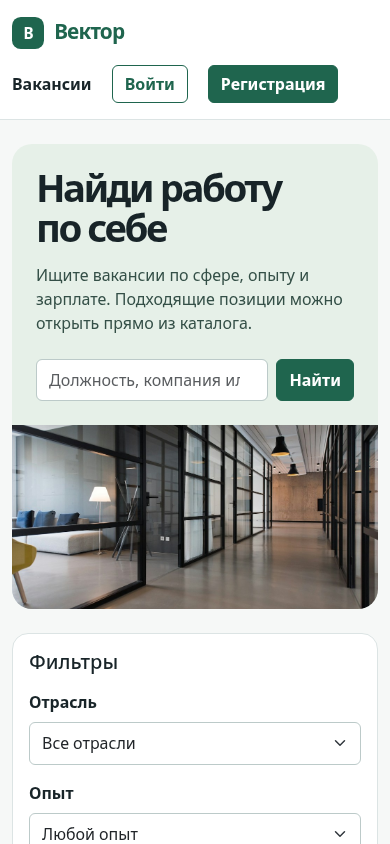 В Вектор
Вакансии Войти Регистрация
Найди работу
по себе
Ищите вакансии по сфере, опыту и
зарплате. Подходящие позиции можно
открыть прямо из каталога.
Должность, компания ил Найти
Фильтры
Отрасль
Все отрасли
Опыт
Любой опыт